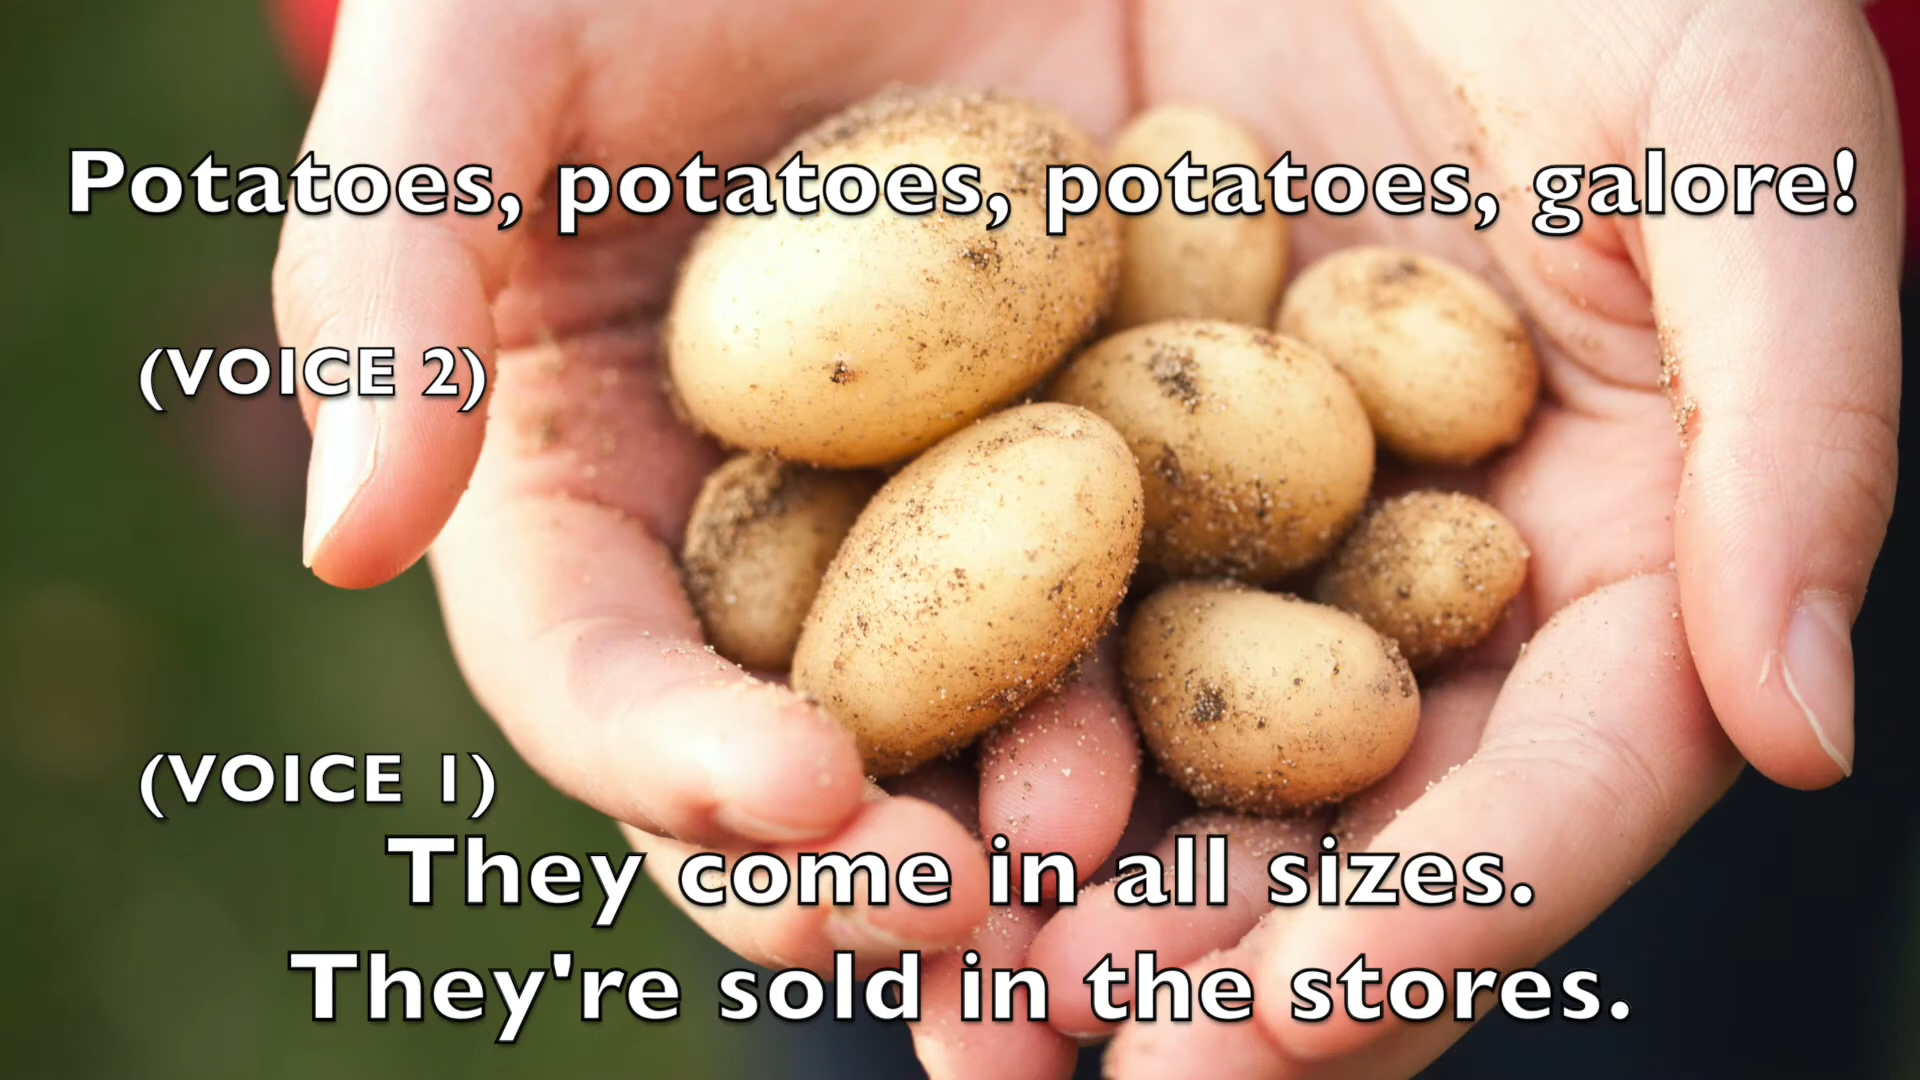 Potatoes, potatoes, potatoes, galore!
(VOICE 2)
(VOICE 1)
They come in all sizes.
They're sold in the stores.